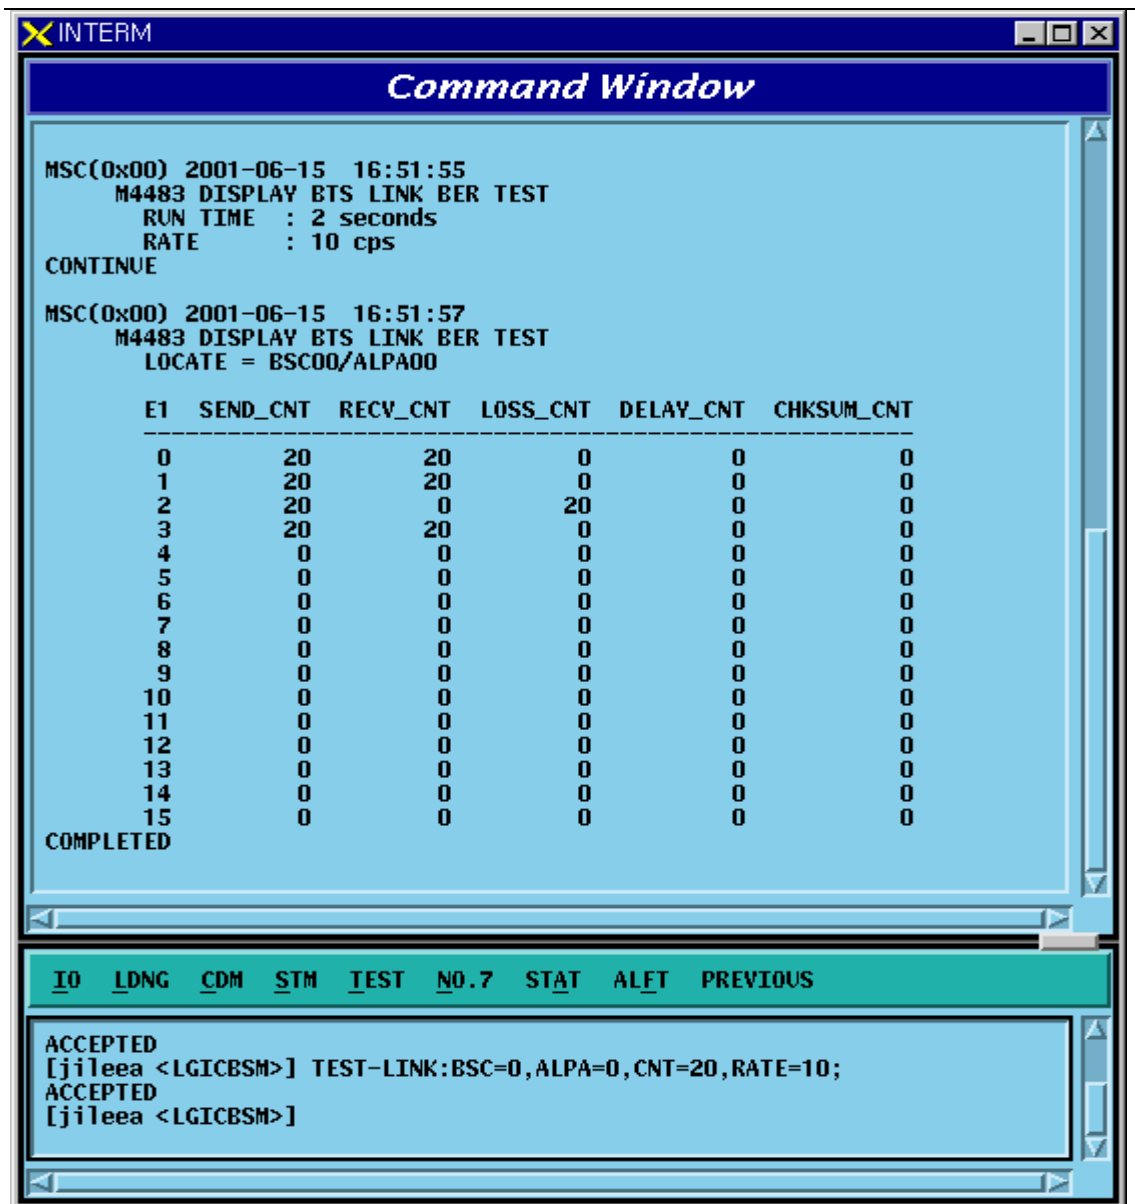 INTERM
Command Window
MSC(0x00) 2001-06-15 16:51:55
M4483 DISPLAY BTS LINK BER TEST
RUN TIME : 2 seconds
RATE : 10 cps
CONTINUE
MSC(0x00) 2001-06-15 16:51:57
M4483 DISPLAY BTS LINK BER TEST
LOCATE = BSC00/ALPA00
E1 SEND_CNT RECV_CNT LOSS_CNT DELAY_CNT CHKSUM_CNT
------------------------------------------------------------
0 20 20 0 0 0
1 20 20 0 0 0
2 20 0 20 0 0
3 20 20 0 0 0
4 0 0 0 0 0
5 0 0 0 0 0
6 0 0 0 0 0
7 0 0 0 0 0
8 0 0 0 0 0
9 0 0 0 0 0
10 0 0 0 0 0
11 0 0 0 0 0
12 0 0 0 0 0
13 0 0 0 0 0
14 0 0 0 0 0
15 0 0 0 0 0
COMPLETED
IO LDNG CDM STM TEST NO.7 STAT ALFT PREVIOUS
ACCEPTED
[jileea <LGICBSM>] TEST-LINK:BSC=0,ALPA=0,CNT=20,RATE=10;
ACCEPTED
[jileea <LGICBSM>]